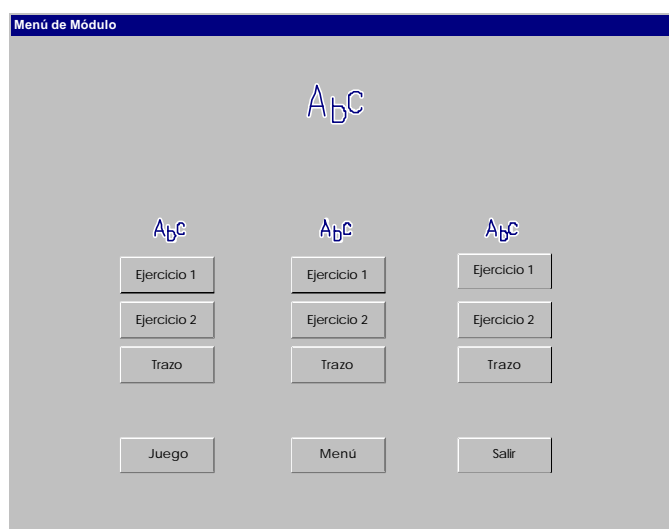 Menú de Módulo
AbC
AbC AbC AbC
Ejercicio 1 Ejercicio 1 Ejercicio 1
Ejercicio 2 Ejercicio 2 Ejercicio 2
Trazo Trazo Trazo
Juego Menú Salir